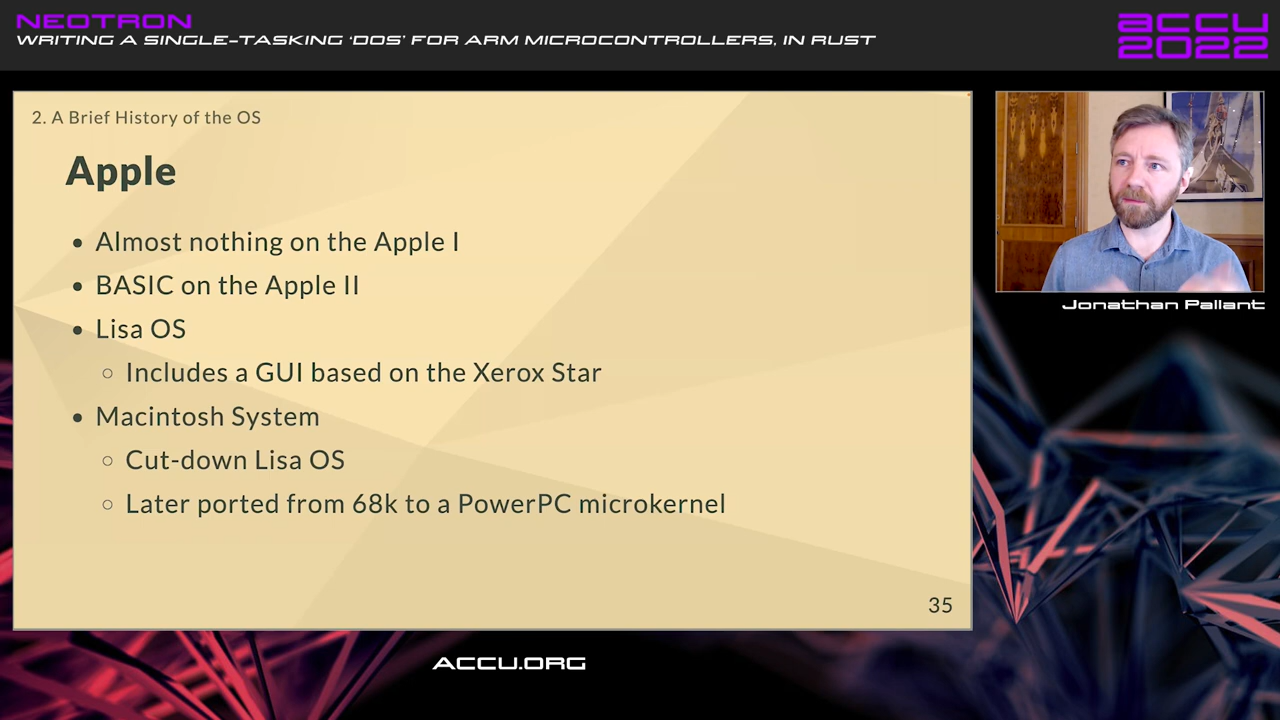 NEOTRON
WRITING A SINGLE-TASKING ‘DOS’ FOR ARM MICROCONTROLLERS, IN RUST
ACCU
2022
2. A Brief History of the OS
Apple
• Almost nothing on the Apple I
• BASIC on the Apple II
• Lisa OS
○ Includes a GUI based on the Xerox Star
• Macintosh System
○ Cut-down Lisa OS
○ Later ported from 68k to a PowerPC microkernel
35
Jonathan Pallant
ACCU.ORG